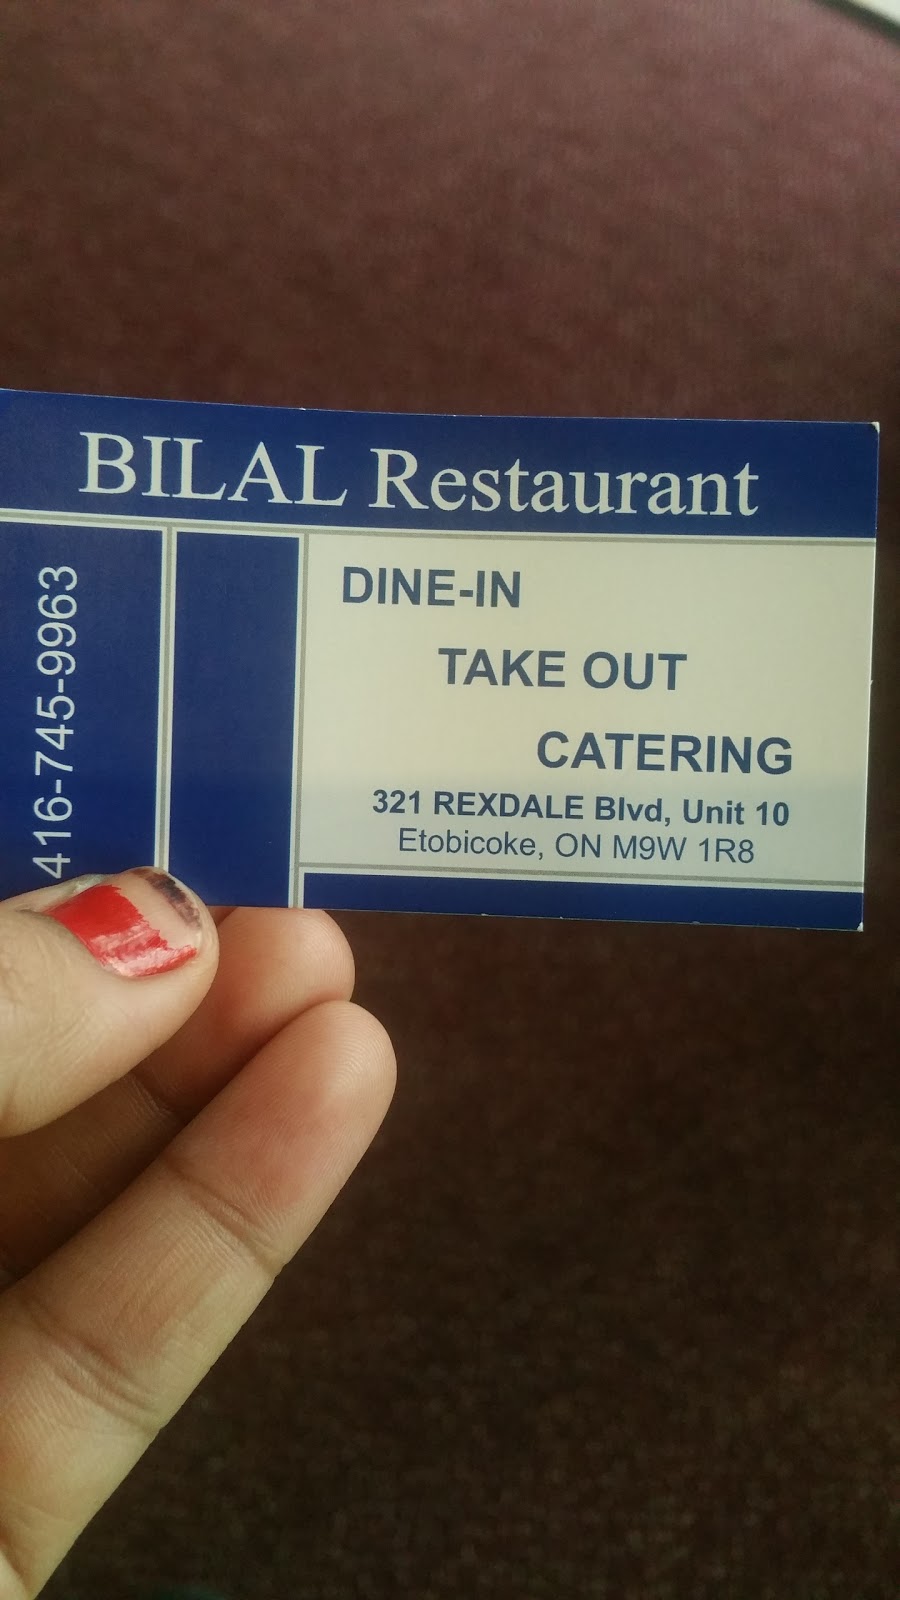 BILAL Restaurant
416-745-9963
DINE-IN
TAKE OUT
CATERING
321 REXDALE Blvd, Unit 10
Etobicoke, ON M9W 1R8